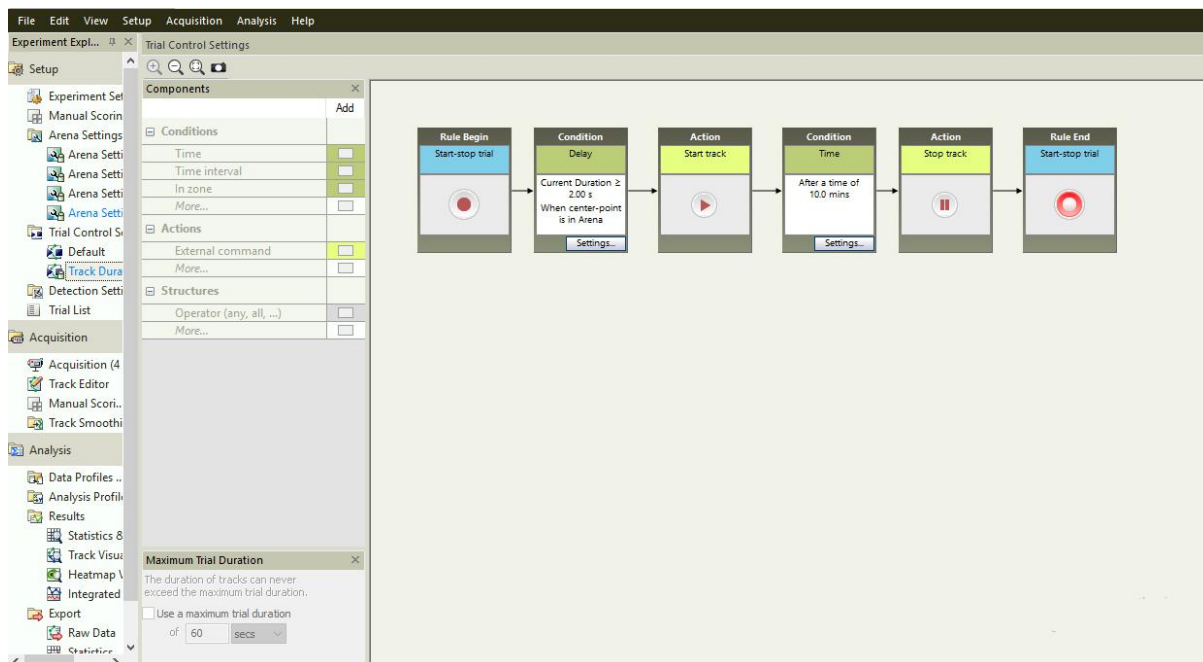 File Edit View Setup Acquisition Analysis Help
Experiment Expl...
Setup
Experiment Set
Manual Scorin
Arena Settings
Arena Setti
Arena Setti
Arena Setti
Arena Setti
Trial Control Se
Default
Track Dura
Detection Setti
Trial List
Acquisition
Acquisition (4
Track Editor
Manual Scori...
Track Smoothi
Analysis
Data Profiles ...
Analysis Profil
Results
Statistics &
Track Visua
Heatmap V
Integrated
Export
Raw Data
Statistics
Trial Control Settings
Components
Add
Conditions
Time
Time interval
In zone
More...
Actions
External command
More...
Structures
Operator (any, all, ...)
More...
Maximum Trial Duration
The duration of tracks can never
exceed the maximum trial duration.
Use a maximum trial duration
of 60 secs
Rule Begin
Start-stop trial
Condition
Delay
Current Duration ≥
2.00 s
When center-point
is in Arena
Settings...
Action
Start track
Condition
Time
After a time of
10.0 mins
Settings...
Action
Stop track
Rule End
Start-stop trial